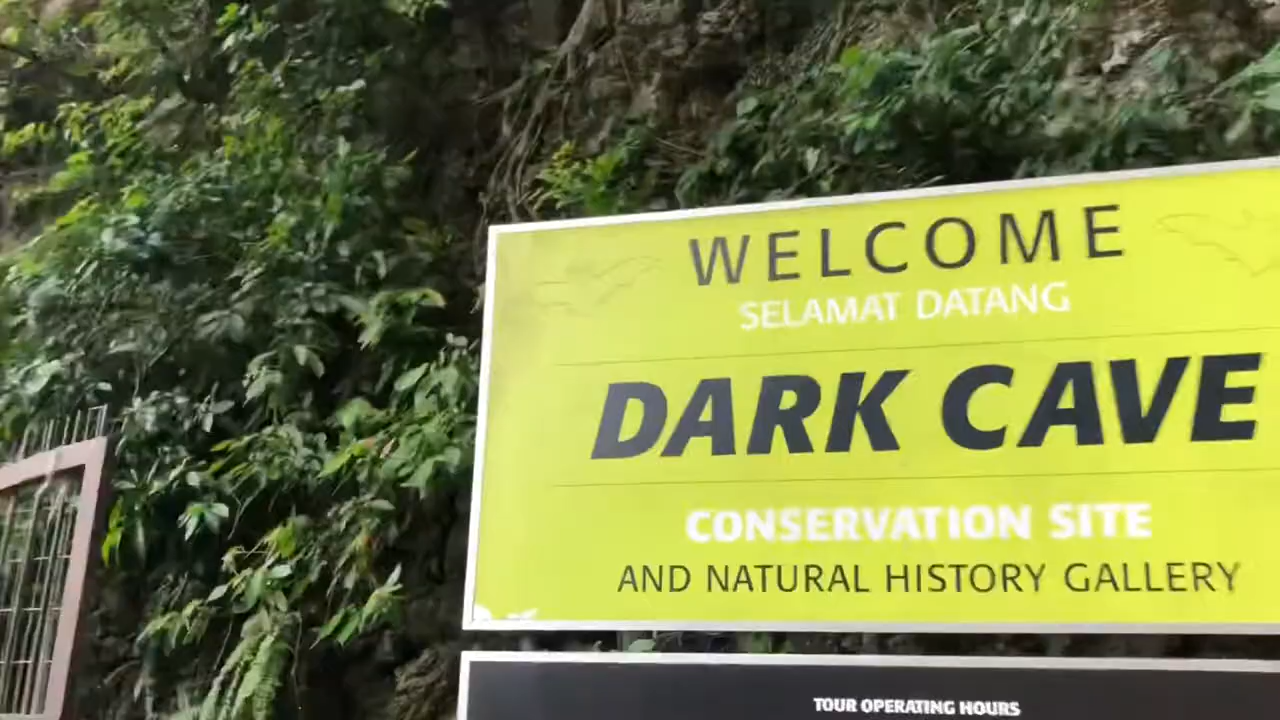 WELCOME
SELAMAT DATANG
DARK CAVE
CONSERVATION SITE
AND NATURAL HISTORY GALLERY
TOUR OPERATING HOURS